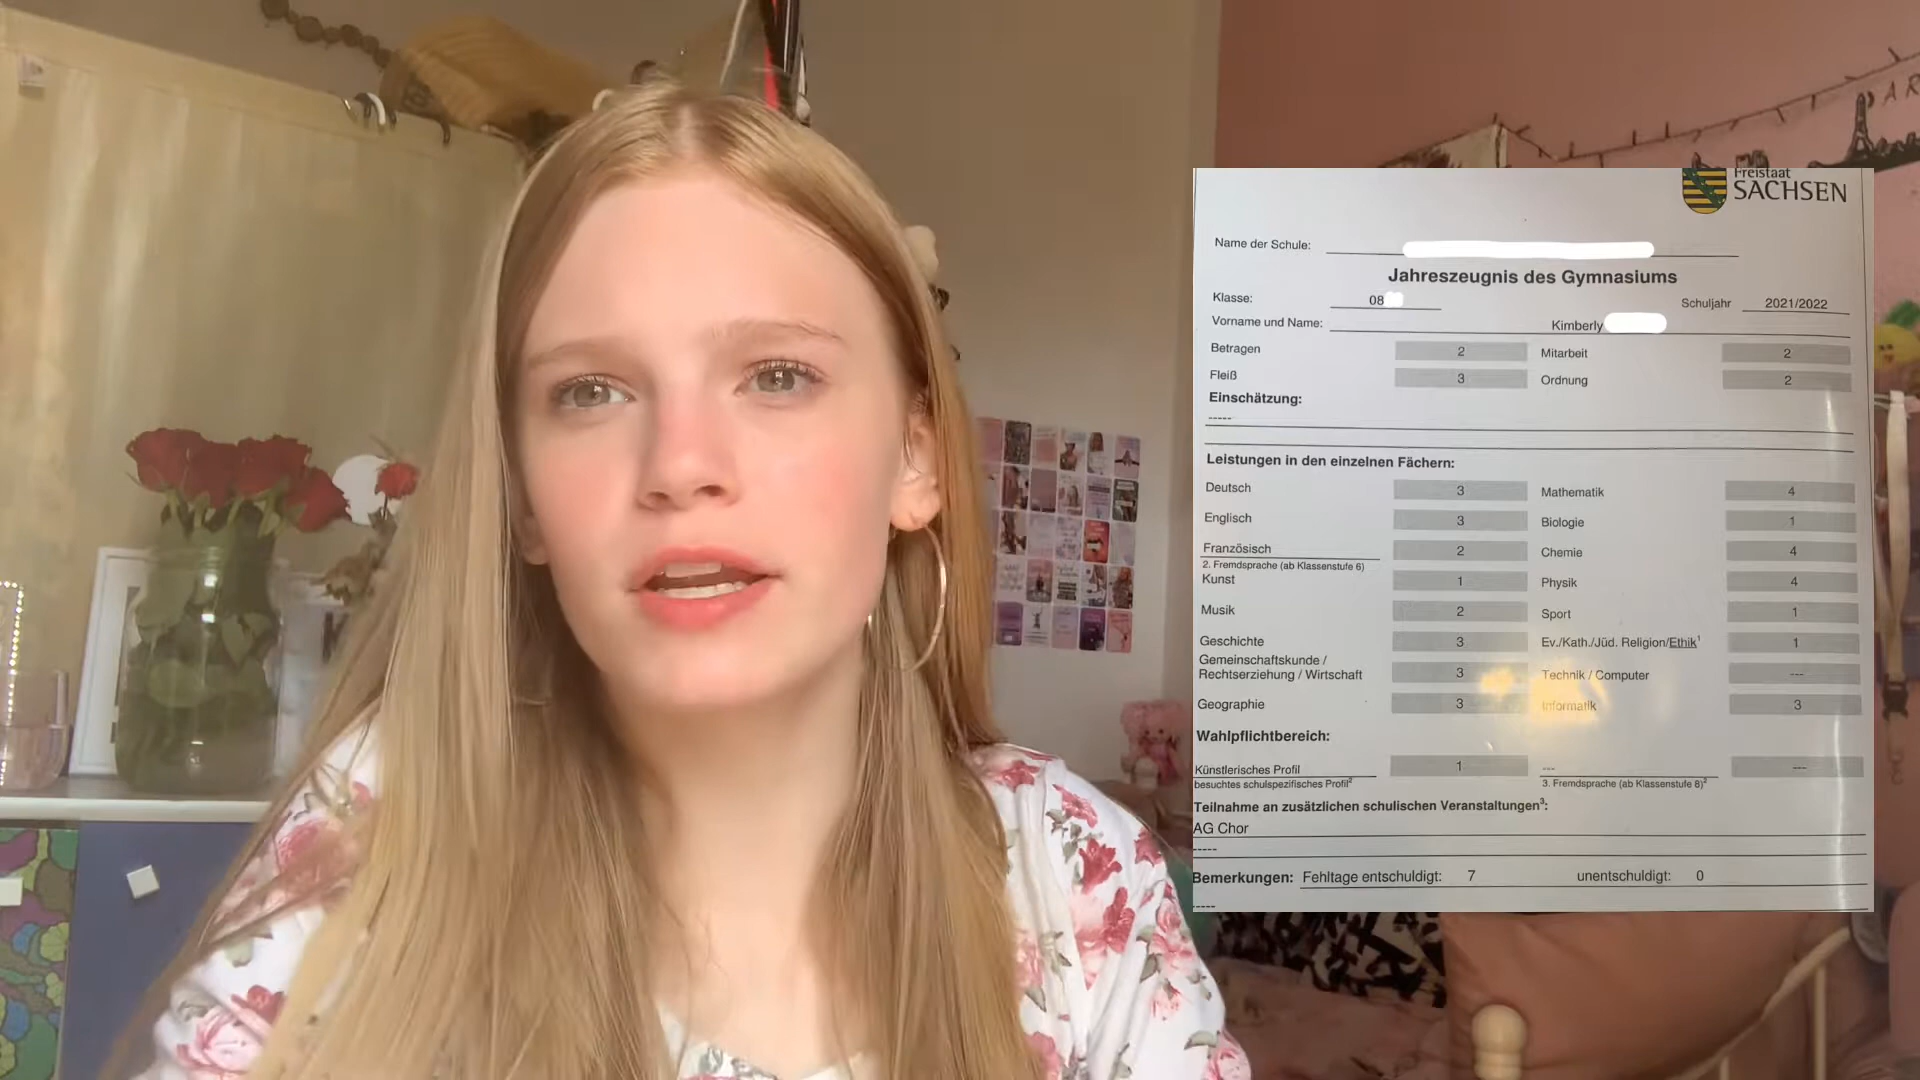 Freistaat
SACHSEN
Name der Schule:
Jahreszeugnis des Gymnasiums
Klasse: 08 Schuljahr 2021/2022
Vorname und Name: Kimberly
Betragen 2 Mitarbeit 2
Fleiß 3 Ordnung 2
Einschätzung:
-----
Leistungen in den einzelnen Fächern:
Deutsch 3 Mathematik 4
Englisch 3 Biologie 1
Französisch 2 Chemie 4
2. Fremdsprache (ab Klassenstufe 6)
Kunst 1 Physik 4
Musik 2 Sport 1
Geschichte 3 Ev./Kath./Jüd. Religion/Ethik¹ 1
Gemeinschaftskunde /
Rechtserziehung / Wirtschaft 3 Technik / Computer ---
Geographie 3 Informatik 3
Wahlpflichtbereich:
Künstlerisches Profil 1 --- ---
besuchtes schulspezifisches Profil² 3. Fremdsprache (ab Klassenstufe 8)²
Teilnahme an zusätzlichen schulischen Veranstaltungen³:
AG Chor
-----
Bemerkungen: Fehltage entschuldigt: 7 unentschuldigt: 0
-----
AR